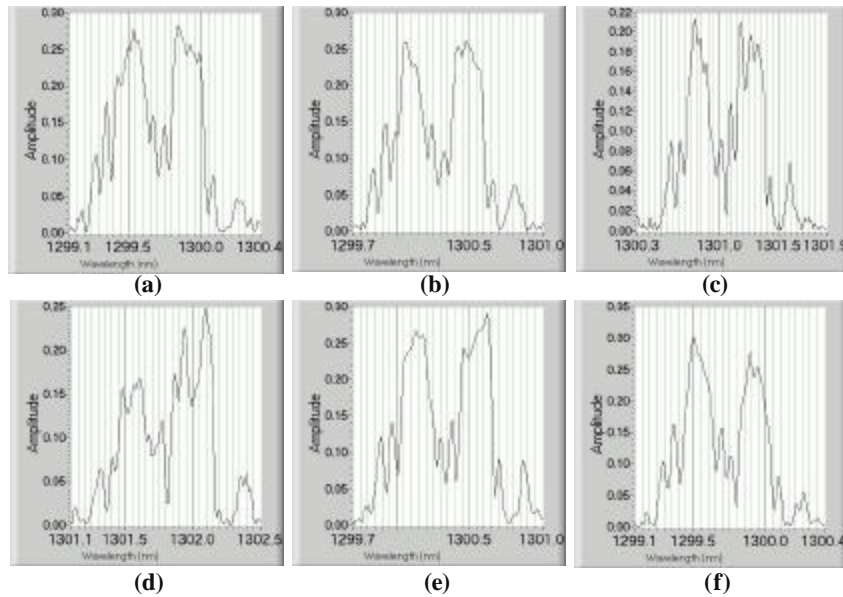 0.30
0.25
0.20
0.15
0.10
0.05
0.00
Amplitude
1299.1 1299.5 1300.0 1300.4
Wavelength (nm)
(a)
0.30
0.25
0.20
0.15
0.10
0.05
0.00
Amplitude
1299.7 1300.5 1301.0
Wavelength (nm)
(b)
0.22
0.20
0.18
0.16
0.14
0.12
0.10
0.08
0.06
0.04
0.02
0.00
Amplitude
1300.3 1301.0 1301.5 1301.9
Wavelength (nm)
(c)
0.25
0.20
0.15
0.10
0.05
0.00
Amplitude
1301.1 1301.5 1302.0 1302.5
Wavelength (nm)
(d)
0.30
0.25
0.20
0.15
0.10
0.05
0.00
Amplitude
1299.7 1300.5 1301.0
Wavelength (nm)
(e)
0.35
0.30
0.25
0.20
0.15
0.10
0.05
0.00
Amplitude
1299.1 1299.5 1300.0 1300.4
Wavelength (nm)
(f)